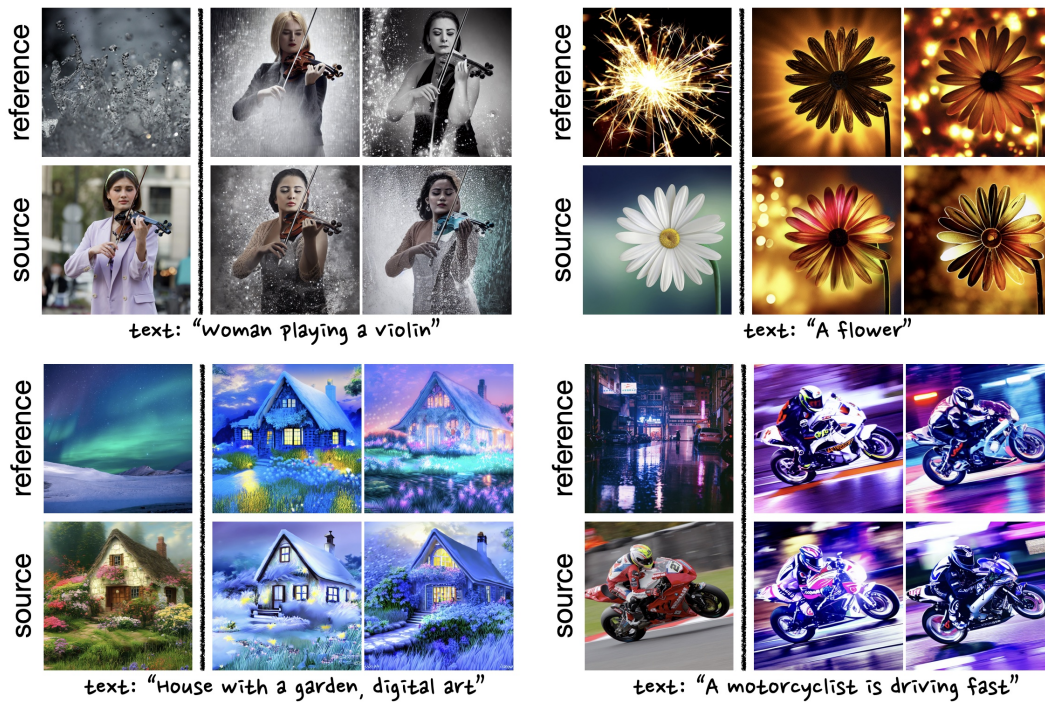 reference
source
text: "Woman playing a violin"
reference
source
text: "A flower"
reference
source
text: "House with a garden, digital art"
reference
source
text: "A motorcyclist is driving fast"